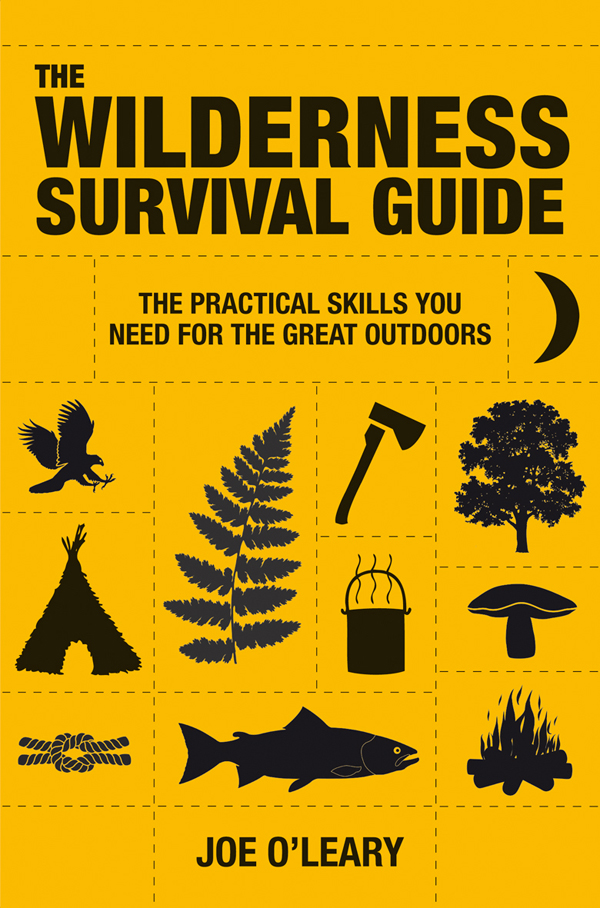 THE
WILDERNESS
SURVIVAL GUIDE
THE PRACTICAL SKILLS YOU
NEED FOR THE GREAT OUTDOORS
JOE O’LEARY